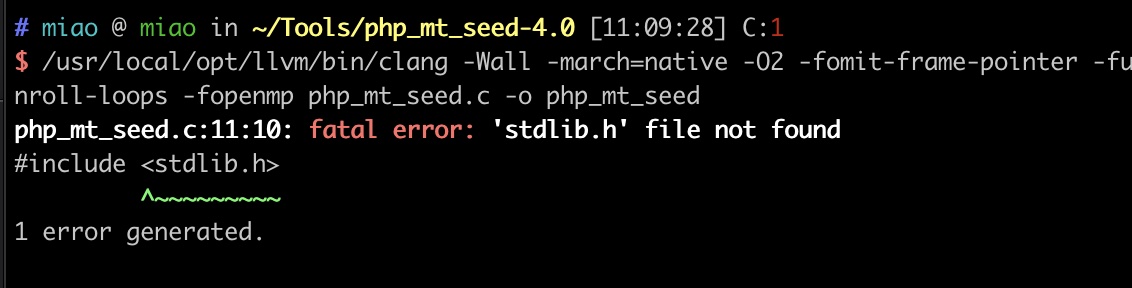 # miao @ miao in ~/Tools/php_mt_seed-4.0 [11:09:28] C:1
$ /usr/local/opt/llvm/bin/clang -Wall -march=native -O2 -fomit-frame-pointer -fu
nroll-loops -fopenmp php_mt_seed.c -o php_mt_seed
php_mt_seed.c:11:10: fatal error: 'stdlib.h' file not found
#include <stdlib.h>
         ^~~~~~~~~~
1 error generated.